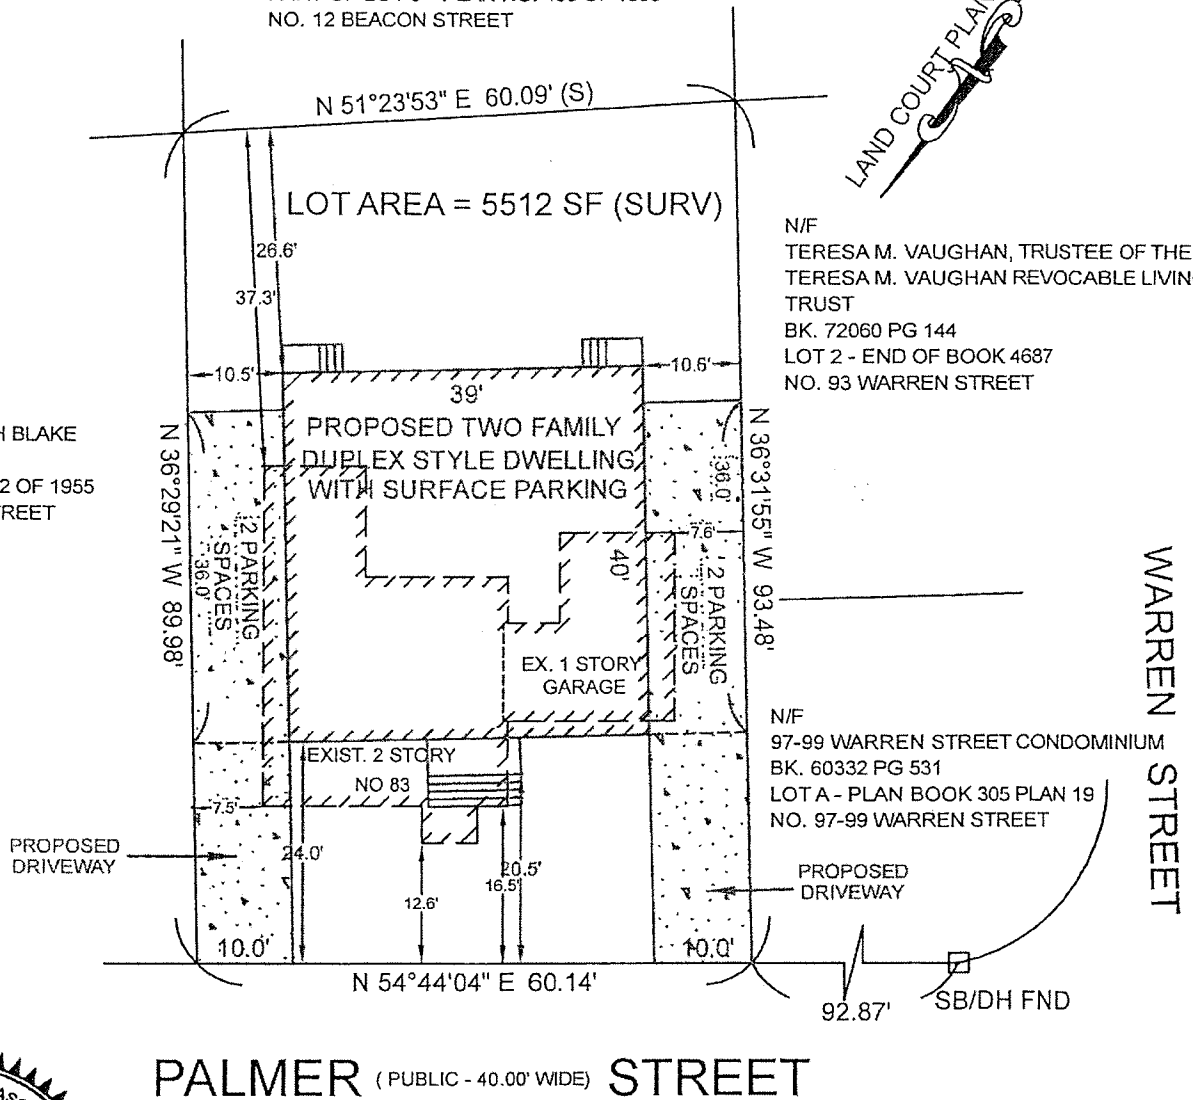 NO. 12 BEACON STREET
LAND COURT PLAN
N 51°23'53" E 60.09' (S)
LOT AREA = 5512 SF (SURV)
N/F
TERESA M. VAUGHAN, TRUSTEE OF THE
TERESA M. VAUGHAN REVOCABLE LIVIN
TRUST
BK. 72060 PG 144
LOT 2 - END OF BOOK 4687
NO. 93 WARREN STREET
26.6'
37.3'
10.5'
10.6'
39'
PROPOSED TWO FAMILY
DUPLEX STYLE DWELLING
WITH SURFACE PARKING
H BLAKE
2 OF 1955
REET
N 36°29'21" W 89.98'
2 PARKING
SPACES
36.0'
36.0'
7.6'
40'
2 PARKING
SPACES
N 36°31'55" W 93.48'
WARREN STREET
EX. 1 STORY
GARAGE
N/F
97-99 WARREN STREET CONDOMINIUM
BK. 60332 PG 531
LOT A - PLAN BOOK 305 PLAN 19
NO. 97-99 WARREN STREET
EXIST. 2 STORY
NO 83
7.5'
PROPOSED
DRIVEWAY
24.0'
12.6'
20.5'
16.5'
PROPOSED
DRIVEWAY
10.0'
10.0'
N 54°44'04" E 60.14'
92.87'
SB/DH FND
PALMER ( PUBLIC - 40.00' WIDE) STREET